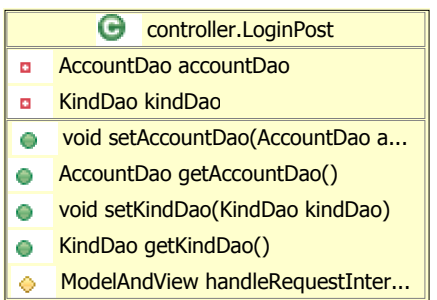 C controller.LoginPost
AccountDao accountDao
KindDao kindDao
void setAccountDao(AccountDao a...
AccountDao getAccountDao()
void setKindDao(KindDao kindDao)
KindDao getKindDao()
ModelAndView handleRequestInter...